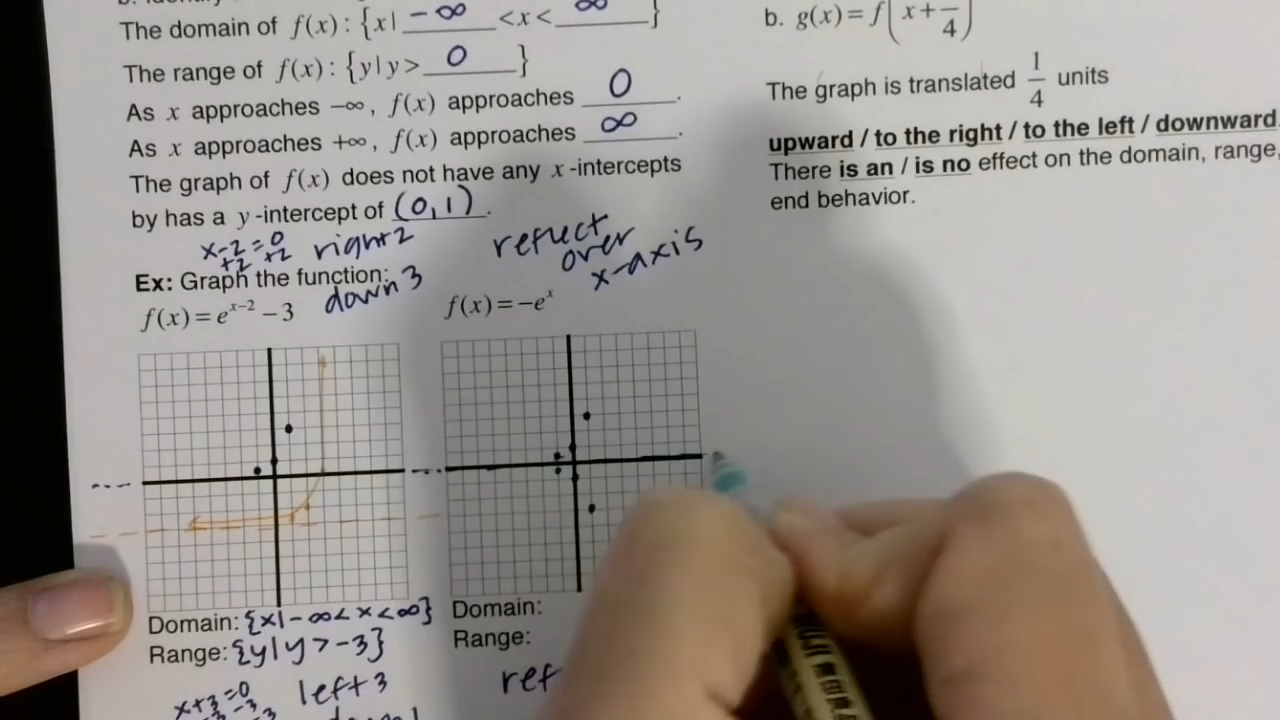 The domain of f(x): {x| -∞ <x< ∞ }
The range of f(x): {y|y> 0 }
As x approaches -∞, f(x) approaches 0.
As x approaches +∞, f(x) approaches ∞.
The graph of f(x) does not have any x-intercepts
by has a y-intercept of (0,1).
x-2=0
+2 +2
right 2
Ex: Graph the function:
down 3
f(x)=e^{x-2}-3
reflect
over
x-axis
f(x)=-e^x
Domain: {x|-∞<x<∞}
Range: {y|y>-3}
x+3=0
-3 -3
left 3
Domain:
Range:
ref
b. g(x)=f(x+ /4)
The graph is translated 1/4 units
upward / to the right / to the left / downward.
There is an / is no effect on the domain, range,
end behavior.